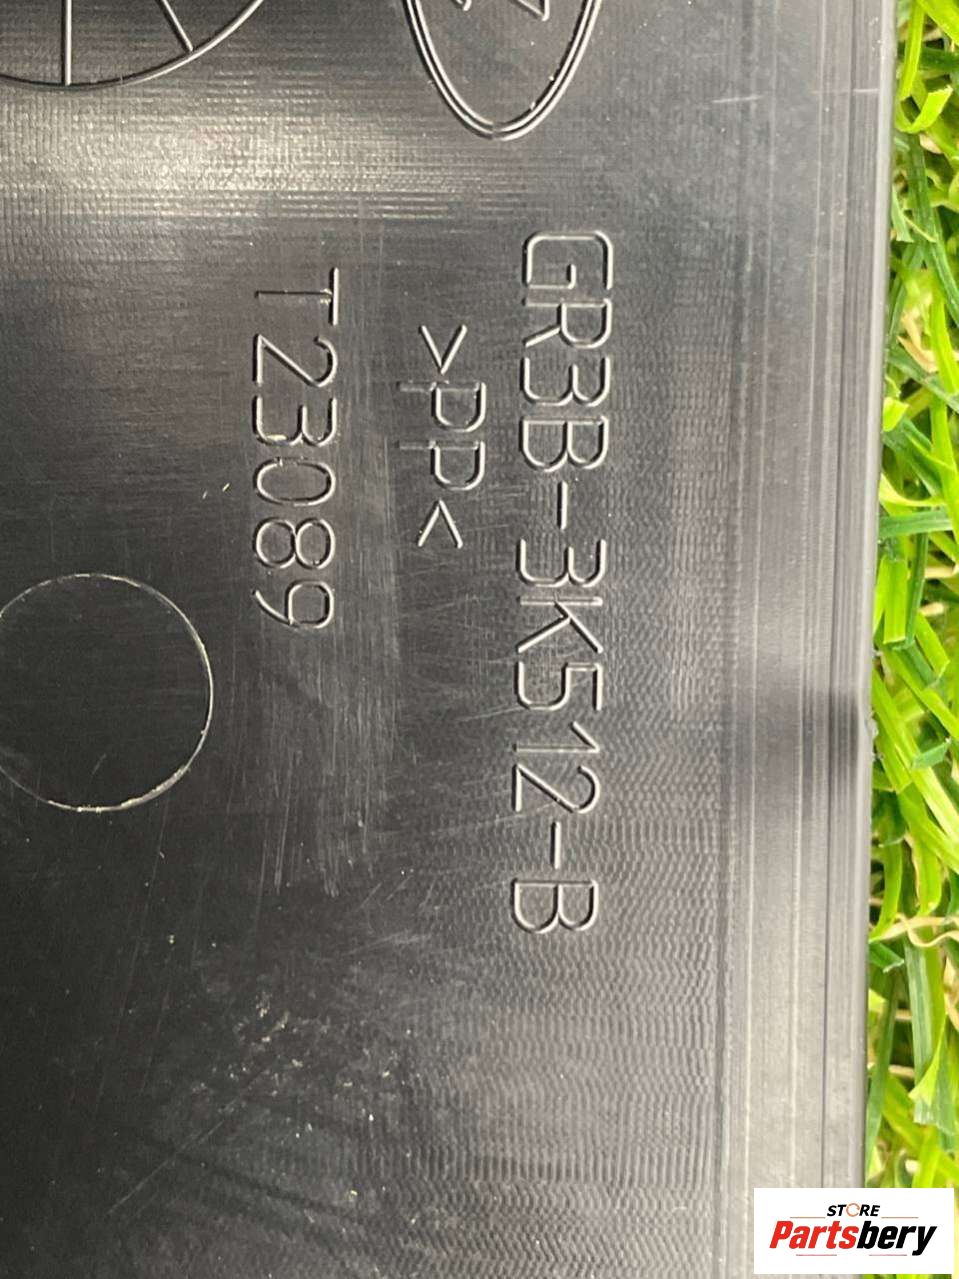 GR3B-3K512-B
>PP<
T23089
STORE
Partsbery